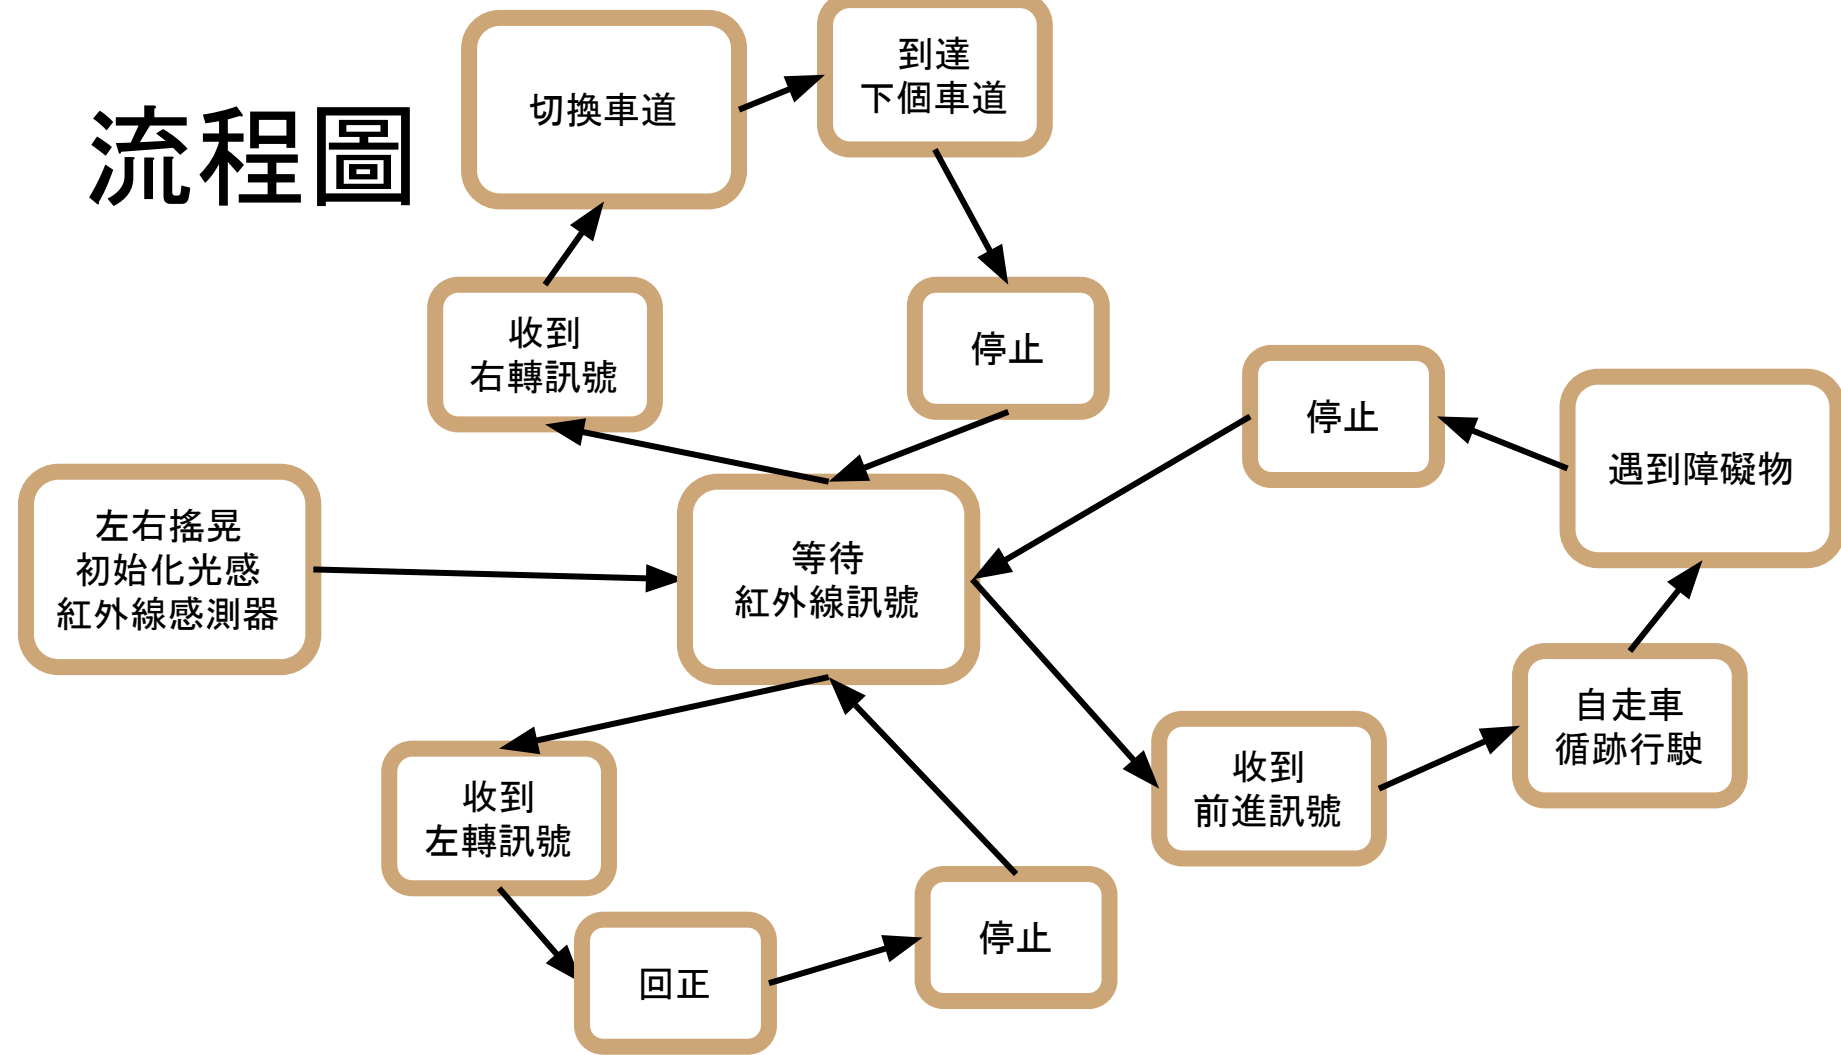 流程圖
切換車道
到達
下個車道
收到
右轉訊號
停止
停止
遇到障礙物
左右搖晃
初始化光感
紅外線感測器
等待
紅外線訊號
自走車
循跡行駛
收到
前進訊號
收到
左轉訊號
回正
停止